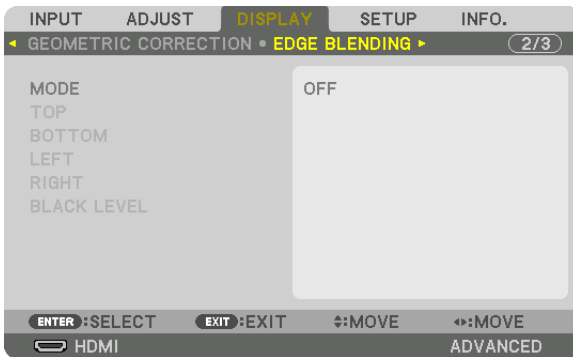 INPUT ADJUST DISPLAY SETUP INFO.
GEOMETRIC CORRECTION • EDGE BLENDING 2/3
MODE OFF
TOP
BOTTOM
LEFT
RIGHT
BLACK LEVEL
ENTER :SELECT EXIT :EXIT :MOVE :MOVE
HDMI ADVANCED